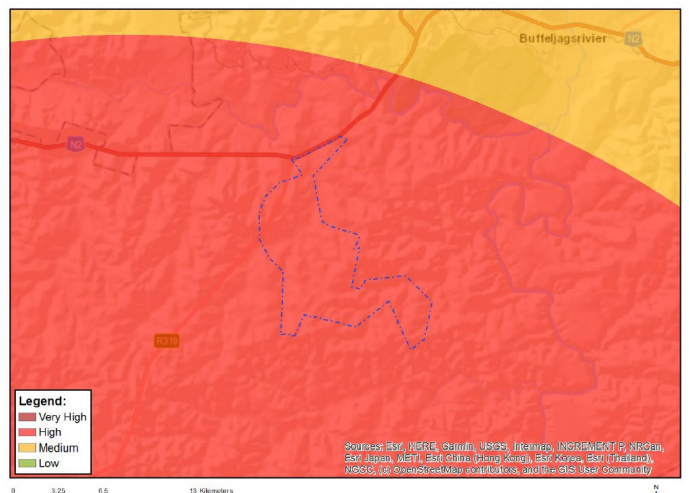 Buffeljagsrivier
N2
N2
R319
Legend:
Very High
High
Medium
Low
Sources: Esri, HERE, Garmin, USGS, Intermap, INCREMENT P, NRCan,
Esri Japan, METI, Esri China (Hong Kong), Esri Korea, Esri (Thailand),
NGCC, (c) OpenStreetMap contributors, and the GIS User Community
0 3.25 6.5 13 Kilometers
N